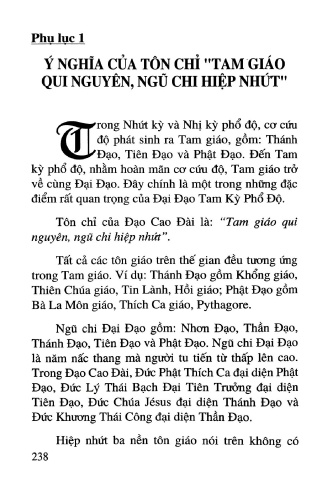 Phụ lục 1
Ý NGHĨA CỦA TÔN CHỈ "TAM GIÁO
QUI NGUYÊN, NGŨ CHI HIỆP NHỨT"
Trong Nhứt kỳ và Nhị kỳ phổ độ, cơ cứu
độ phát sinh ra Tam giáo, gồm: Thánh
Đạo, Tiên Đạo và Phật Đạo. Đến Tam
kỳ phổ độ, nhằm hoàn mãn cơ cứu độ, Tam giáo trở
về cùng Đại Đạo. Đây chính là một trong những đặc
điểm rất quan trọng của Đại Đạo Tam Kỳ Phổ Độ.
Tôn chỉ của Đạo Cao Đài là: “Tam giáo qui
nguyên, ngũ chi hiệp nhứt”.
Tất cả các tôn giáo trên thế gian đều tương ứng
trong Tam giáo. Ví dụ: Thánh Đạo gồm Khổng giáo,
Thiên Chúa giáo, Tin Lành, Hồi giáo; Phật Đạo gồm
Bà La Môn giáo, Thích Ca giáo, Pythagore.
Ngũ chi Đại Đạo gồm: Nhơn Đạo, Thần Đạo,
Thánh Đạo, Tiên Đạo và Phật Đạo. Ngũ chi Đại Đạo
là năm nấc thang mà người tu tiến từ thấp lên cao.
Trong Đạo Cao Đài, Đức Phật Thích Ca đại diện Phật
Đạo, Đức Lý Thái Bạch Đại Tiên Trưởng đại diện
Tiên Đạo, Đức Chúa Jésus đại diện Thánh Đạo và
Đức Khương Thái Công đại diện Thần Đạo.
Hiệp nhứt ba nền tôn giáo nói trên không có
238